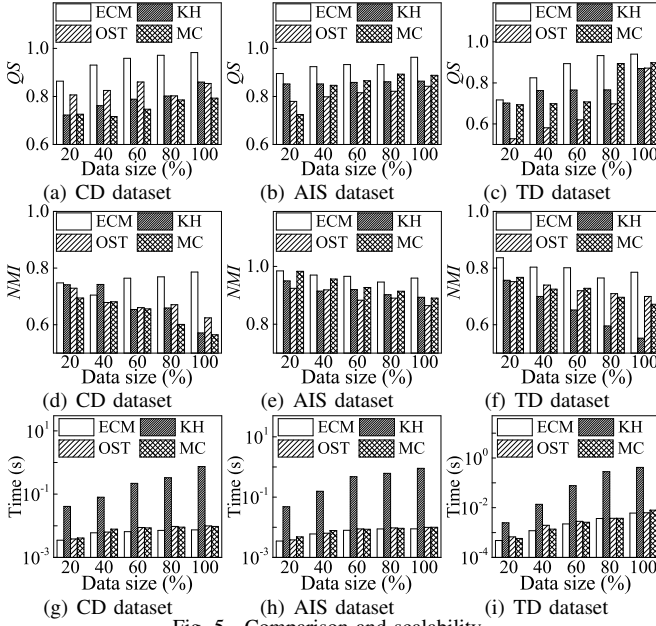 ECM KH ECM KH ECM KH
OST MC OST MC OST MC
QS 1.0 0.8 0.6 QS 1.0 0.8 0.6 QS 1.0 0.8 0.6
20 40 60 80 100 20 40 60 80 100 20 40 60 80 100
Data size (%) Data size (%) Data size (%)
(a) CD dataset (b) AIS dataset (c) TD dataset
ECM KH ECM KH ECM KH
OST MC OST MC OST MC
NMI 1.0 0.8 0.6 NMI 1.0 0.8 NMI 1.0 0.8 0.6
20 40 60 80 100 20 40 60 80 100 20 40 60 80 100
Data size (%) Data size (%) Data size (%)
(d) CD dataset (e) AIS dataset (f) TD dataset
ECM KH ECM KH ECM KH
OST MC OST MC OST MC
Time (s) 10^1 10^-1 10^-3 Time (s) 10^1 10^-1 10^-3 Time (s) 10^0 10^-2 10^-4
20 40 60 80 100 20 40 60 80 100 20 40 60 80 100
Data size (%) Data size (%) Data size (%)
(g) CD dataset (h) AIS dataset (i) TD dataset
Fig. 5. Comparison and scalability